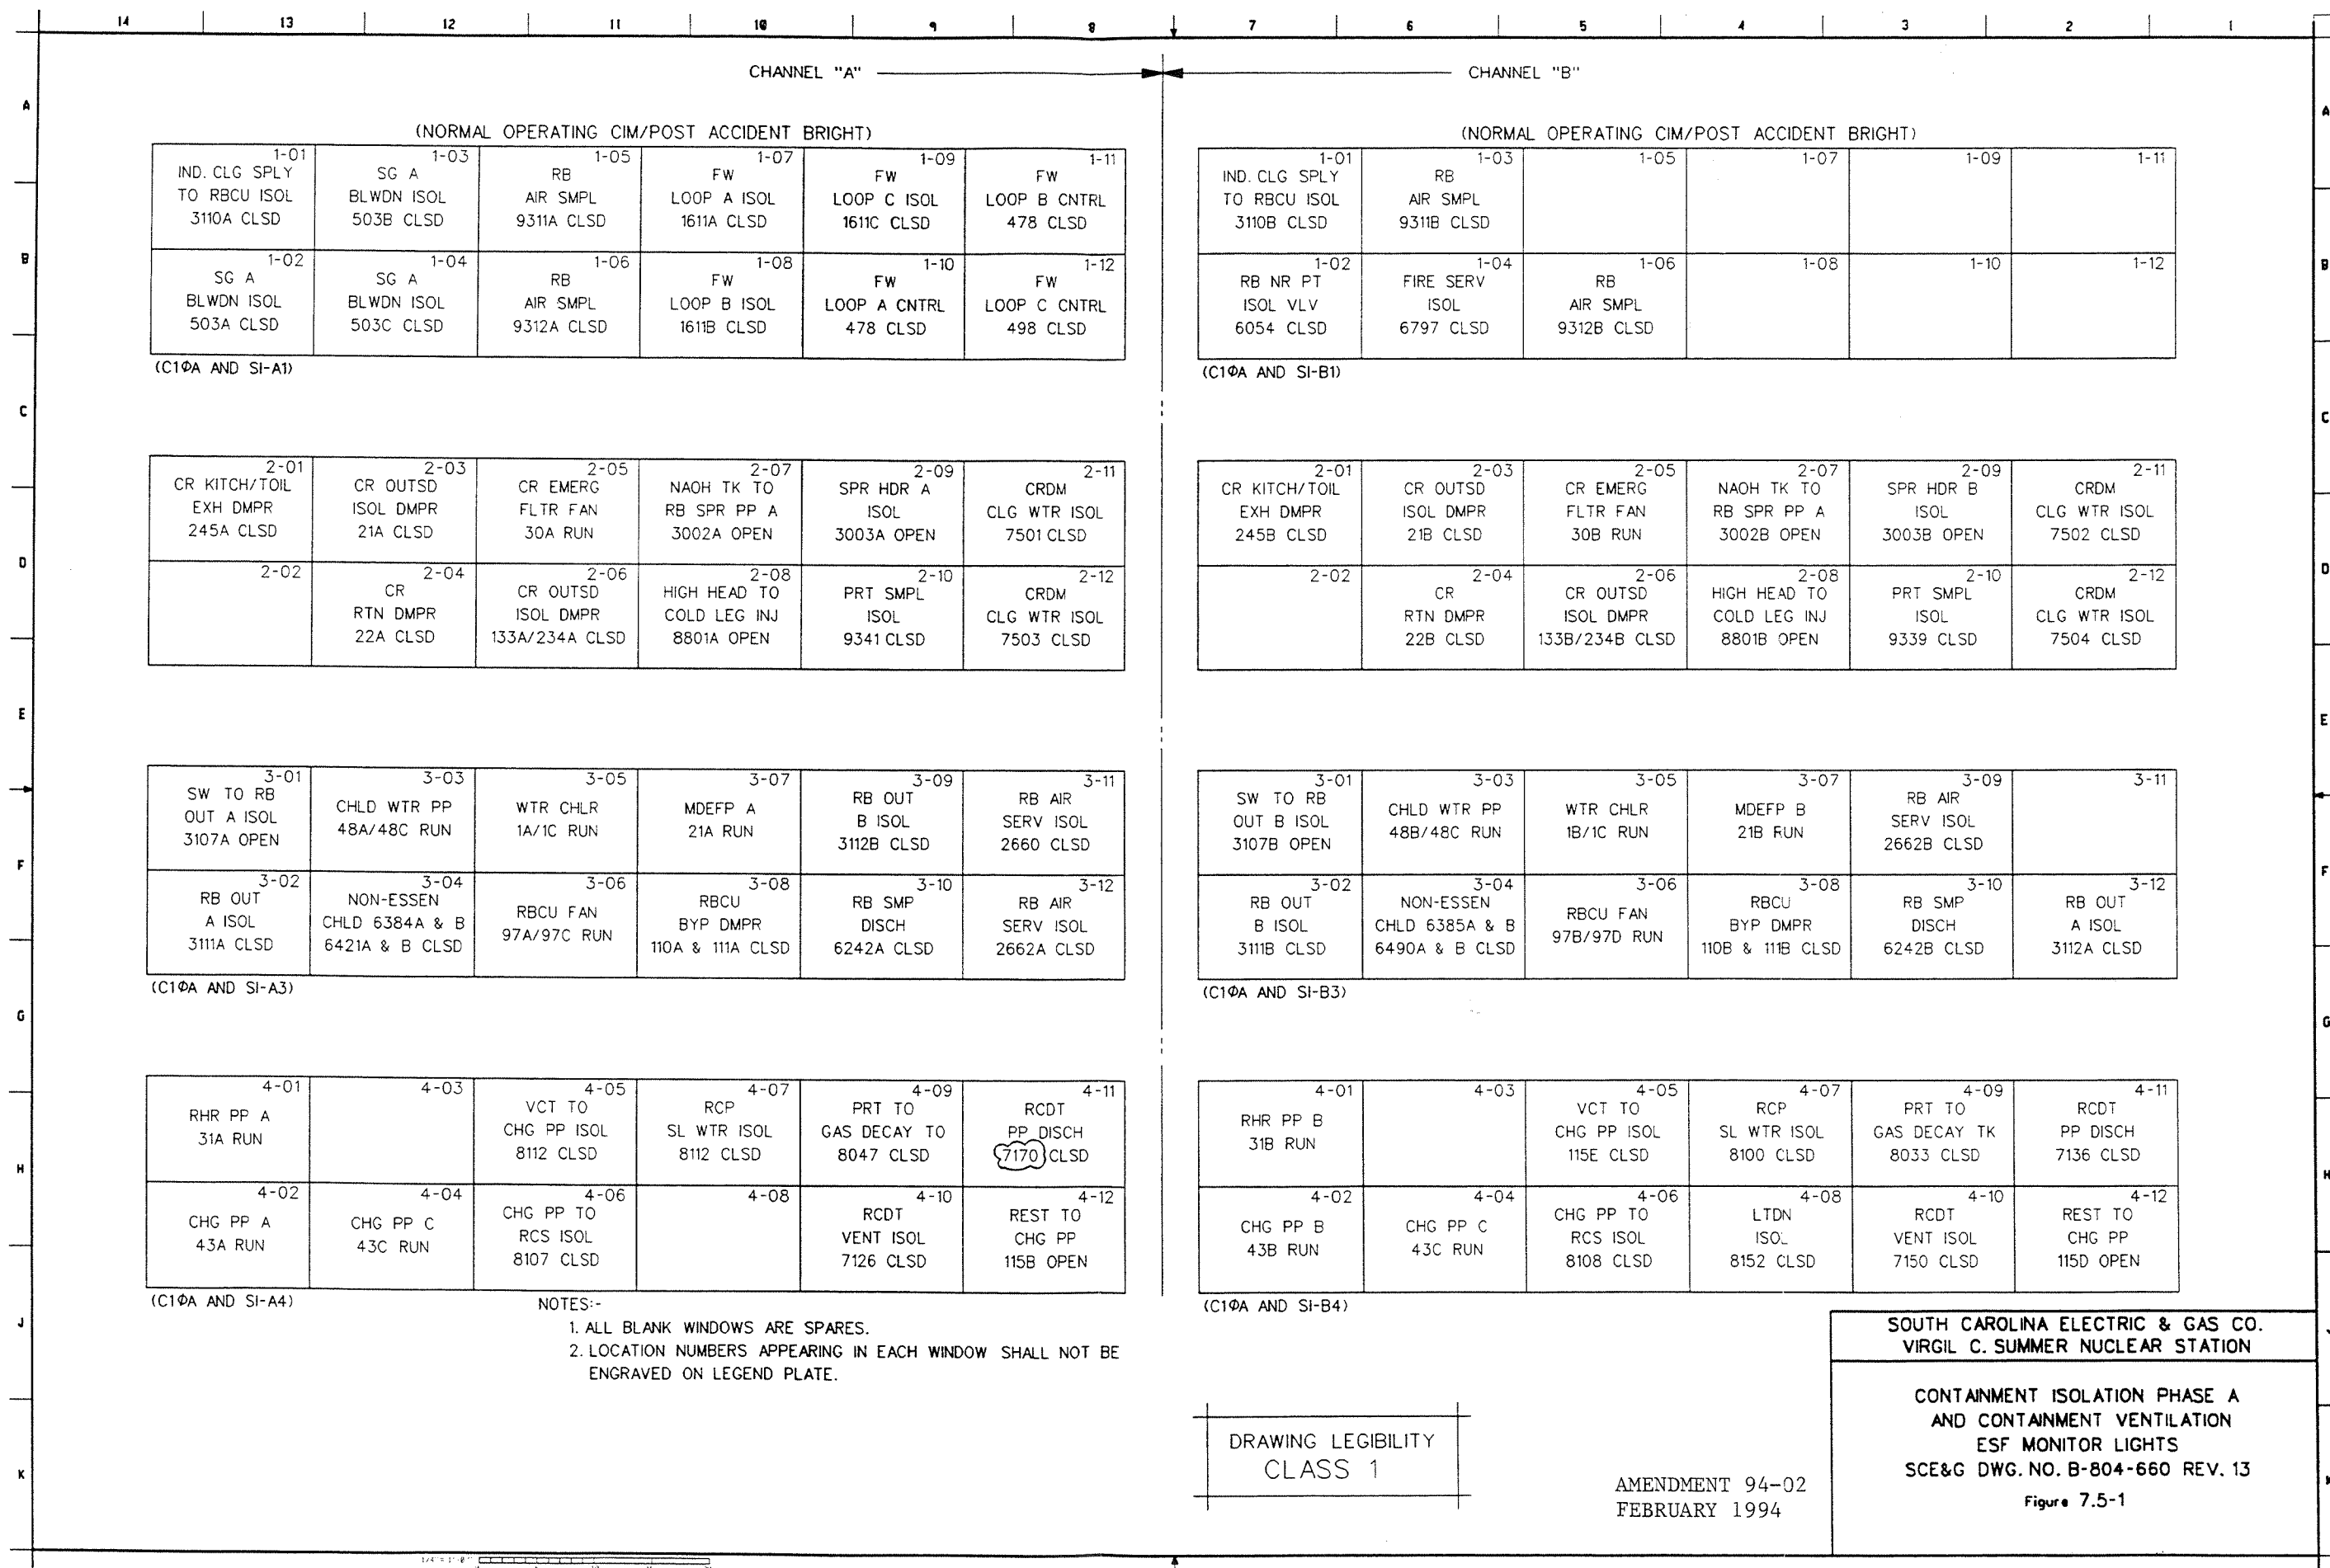 14 13 12 11 10 9 8 7 6 5 4 3 2 1
CHANNEL "A"
CHANNEL "B"
A
A
(NORMAL OPERATING CIM/POST ACCIDENT BRIGHT)
1-01
IND. CLG SPLY
TO RBCU ISOL
3110A CLSD
1-03
SG A
BLWDN ISOL
503B CLSD
1-05
RB
AIR SMPL
9311A CLSD
1-07
FW
LOOP A ISOL
1611A CLSD
1-09
FW
LOOP C ISOL
1611C CLSD
1-11
FW
LOOP B CNTRL
478 CLSD
B
1-02
SG A
BLWDN ISOL
503A CLSD
1-04
SG A
BLWDN ISOL
503C CLSD
1-06
RB
AIR SMPL
9312A CLSD
1-08
FW
LOOP B ISOL
1611B CLSD
1-10
FW
LOOP A CNTRL
478 CLSD
1-12
FW
LOOP C CNTRL
498 CLSD
(C1ΦA AND SI-A1)
(NORMAL OPERATING CIM/POST ACCIDENT BRIGHT)
1-01
IND. CLG SPLY
TO RBCU ISOL
3110B CLSD
1-03
RB
AIR SMPL
9311B CLSD
1-05
1-07
1-09
1-11
B
1-02
RB NR PT
ISOL VLV
6054 CLSD
1-04
FIRE SERV
ISOL
6797 CLSD
1-06
RB
AIR SMPL
9312B CLSD
1-08
1-10
1-12
(C1ΦA AND SI-B1)
C
C
2-01
CR KITCH/TOIL
EXH DMPR
245A CLSD
2-03
CR OUTSD
ISOL DMPR
21A CLSD
2-05
CR EMERG
FLTR FAN
30A RUN
2-07
NAOH TK TO
RB SPR PP A
3002A OPEN
2-09
SPR HDR A
ISOL
3003A OPEN
2-11
CRDM
CLG WTR ISOL
7501 CLSD
D
2-02
2-04
CR
RTN DMPR
22A CLSD
2-06
CR OUTSD
ISOL DMPR
133A/234A CLSD
2-08
HIGH HEAD TO
COLD LEG INJ
8801A OPEN
2-10
PRT SMPL
ISOL
9341 CLSD
2-12
CRDM
CLG WTR ISOL
7503 CLSD
2-01
CR KITCH/TOIL
EXH DMPR
245B CLSD
2-03
CR OUTSD
ISOL DMPR
21B CLSD
2-05
CR EMERG
FLTR FAN
30B RUN
2-07
NAOH TK TO
RB SPR PP A
3002B OPEN
2-09
SPR HDR B
ISOL
3003B OPEN
2-11
CRDM
CLG WTR ISOL
7502 CLSD
D
2-02
2-04
CR
RTN DMPR
22B CLSD
2-06
CR OUTSD
ISOL DMPR
133B/234B CLSD
2-08
HIGH HEAD TO
COLD LEG INJ
8801B OPEN
2-10
PRT SMPL
ISOL
9339 CLSD
2-12
CRDM
CLG WTR ISOL
7504 CLSD
E
E
3-01
SW TO RB
OUT A ISOL
3107A OPEN
3-03
CHLD WTR PP
48A/48C RUN
3-05
WTR CHLR
1A/1C RUN
3-07
MDEFP A
21A RUN
3-09
RB OUT
B ISOL
3112B CLSD
3-11
RB AIR
SERV ISOL
2660 CLSD
F
3-02
RB OUT
A ISOL
3111A CLSD
3-04
NON-ESSEN
CHLD 6384A & B
6421A & B CLSD
3-06
RBCU FAN
97A/97C RUN
3-08
RBCU
BYP DMPR
110A & 111A CLSD
3-10
RB SMP
DISCH
6242A CLSD
3-12
RB AIR
SERV ISOL
2662A CLSD
(C1ΦA AND SI-A3)
3-01
SW TO RB
OUT B ISOL
3107B OPEN
3-03
CHLD WTR PP
48B/48C RUN
3-05
WTR CHLR
1B/1C RUN
3-07
MDEFP B
21B RUN
3-09
RB AIR
SERV ISOL
2662B CLSD
3-11
F
3-02
RB OUT
B ISOL
3111B CLSD
3-04
NON-ESSEN
CHLD 6385A & B
6490A & B CLSD
3-06
RBCU FAN
97B/97D RUN
3-08
RBCU
BYP DMPR
110B & 111B CLSD
3-10
RB SMP
DISCH
6242B CLSD
3-12
RB OUT
A ISOL
3112A CLSD
(C1ΦA AND SI-B3)
G
G
4-01
RHR PP A
31A RUN
4-03
4-05
VCT TO
CHG PP ISOL
8112 CLSD
4-07
RCP
SL WTR ISOL
8112 CLSD
4-09
PRT TO
GAS DECAY TO
8047 CLSD
4-11
RCDT
PP DISCH
7170 CLSD
H
4-02
CHG PP A
43A RUN
4-04
CHG PP C
43C RUN
4-06
CHG PP TO
RCS ISOL
8107 CLSD
4-08
4-10
RCDT
VENT ISOL
7126 CLSD
4-12
REST TO
CHG PP
115B OPEN
(C1ΦA AND SI-A4)
4-01
RHR PP B
31B RUN
4-03
4-05
VCT TO
CHG PP ISOL
115E CLSD
4-07
RCP
SL WTR ISOL
8100 CLSD
4-09
PRT TO
GAS DECAY TK
8033 CLSD
4-11
RCDT
PP DISCH
7136 CLSD
H
4-02
CHG PP B
43B RUN
4-04
CHG PP C
43C RUN
4-06
CHG PP TO
RCS ISOL
8108 CLSD
4-08
LTDN
ISOL
8152 CLSD
4-10
RCDT
VENT ISOL
7150 CLSD
4-12
REST TO
CHG PP
115D OPEN
(C1ΦA AND SI-B4)
J
NOTES:-
1. ALL BLANK WINDOWS ARE SPARES.
2. LOCATION NUMBERS APPEARING IN EACH WINDOW SHALL NOT BE
ENGRAVED ON LEGEND PLATE.
K
DRAWING LEGIBILITY
CLASS 1
AMENDMENT 94-02
FEBRUARY 1994
SOUTH CAROLINA ELECTRIC & GAS CO.
VIRGIL C. SUMMER NUCLEAR STATION
CONTAINMENT ISOLATION PHASE A
AND CONTAINMENT VENTILATION
ESF MONITOR LIGHTS
SCE&G DWG. NO. B-804-660 REV. 13
Figure 7.5-1